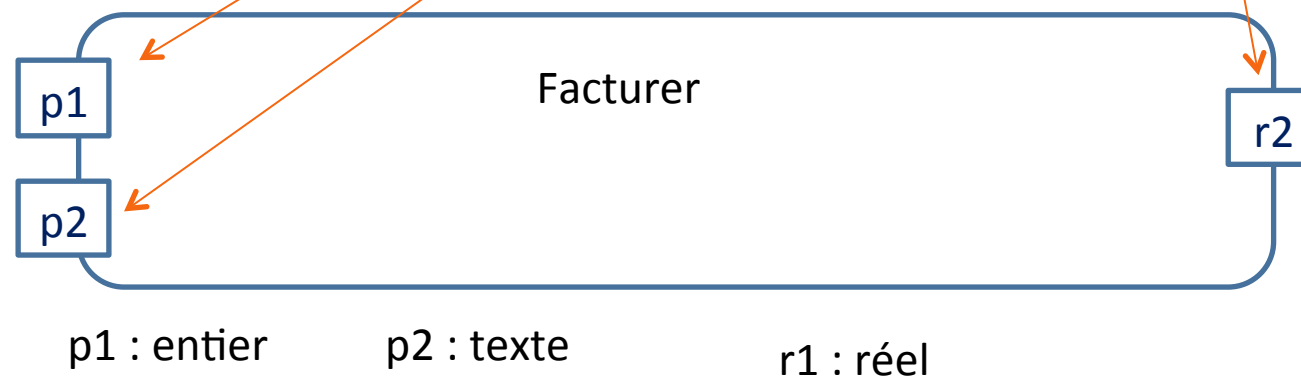 Facturer
p1
r2
p2
p1 : entier p2 : texte r1 : réel